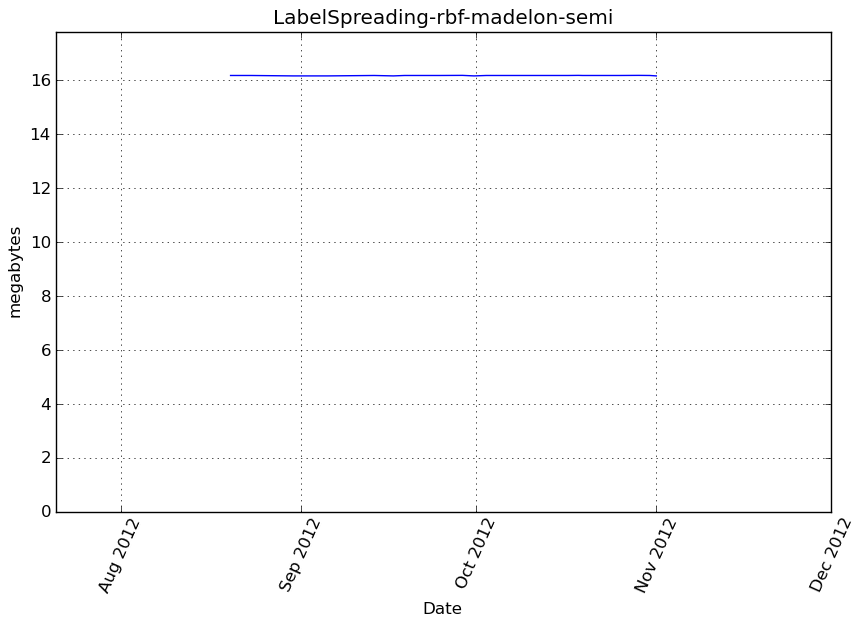 LabelSpreading-rbf-madelon-semi
megabytes
16
14
12
10
8
6
4
2
0
Aug 2012
Sep 2012
Oct 2012
Nov 2012
Dec 2012
Date